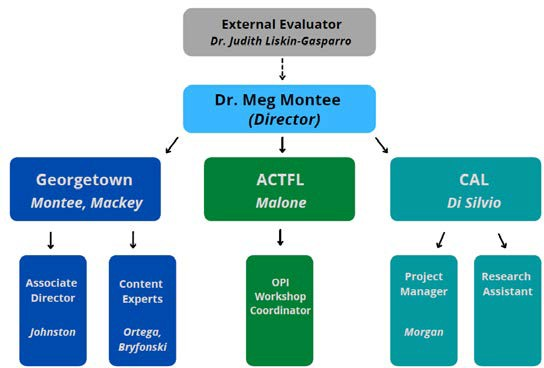 External Evaluator
Dr. Judith Liskin-Gasparro
Dr. Meg Montee
(Director)
Georgetown
Montee, Mackey
ACTFL
Malone
CAL
Di Silvio
Associate
Director
Johnston
Content
Experts
Ortega,
Bryfonski
OPI
Workshop
Coordinator
Project
Manager
Morgan
Research
Assistant